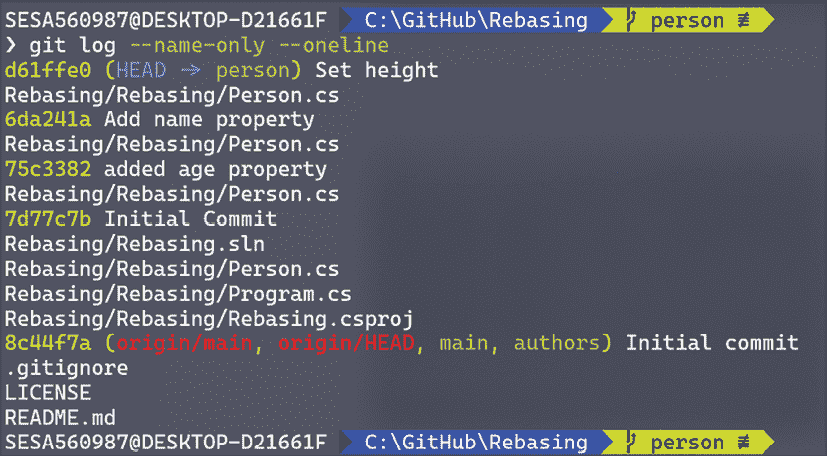 SESA560987@DESKTOP-D21661F C:\GitHub\Rebasing person ≢
❯ git log --name-only --oneline
d61ffe0 (HEAD -> person) Set height
Rebasing/Rebasing/Person.cs
6da241a Add name property
Rebasing/Rebasing/Person.cs
75c3382 added age property
Rebasing/Rebasing/Person.cs
7d77c7b Initial Commit
Rebasing/Rebasing.sln
Rebasing/Rebasing/Person.cs
Rebasing/Rebasing/Program.cs
Rebasing/Rebasing/Rebasing.csproj
8c44f7a (origin/main, origin/HEAD, main, authors) Initial commit
.gitignore
LICENSE
README.md
SESA560987@DESKTOP-D21661F C:\GitHub\Rebasing person ≢